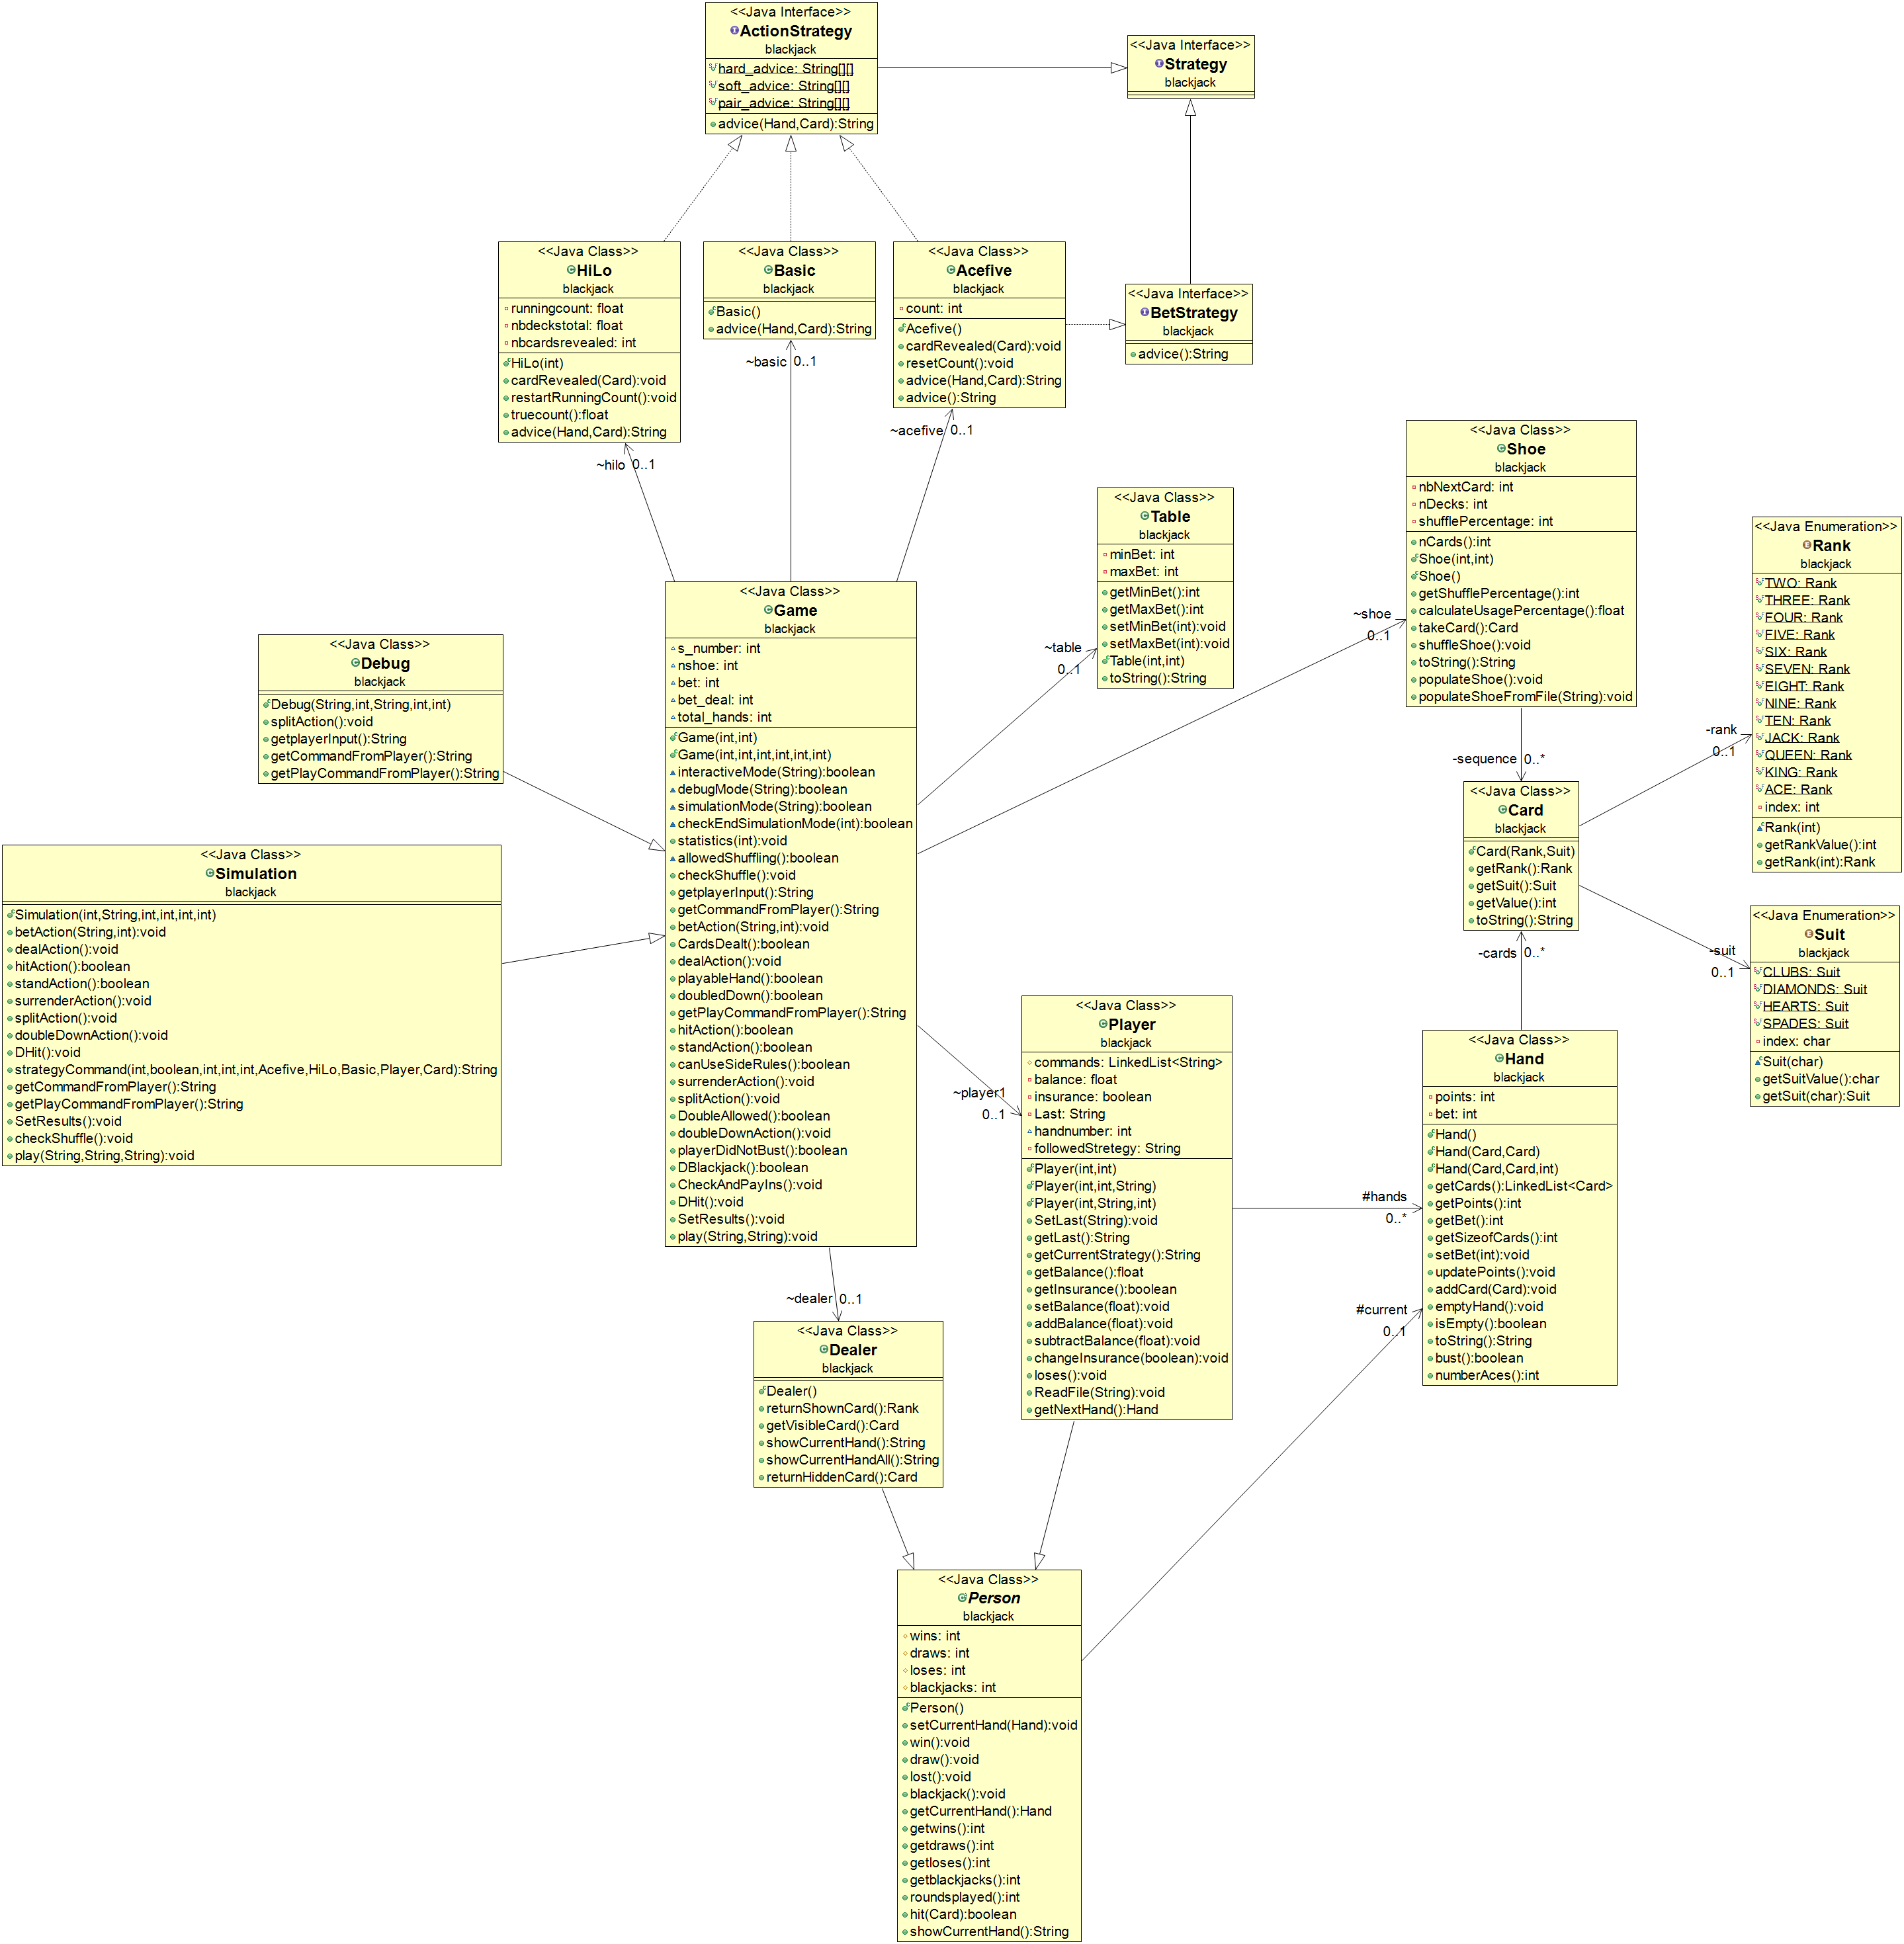 <<Java Interface>>
ActionStrategy
blackjack
hard_advice: String[][]
soft_advice: String[][]
pair_advice: String[][]
advice(Hand,Card):String
<<Java Interface>>
Strategy
blackjack
<<Java Class>>
HiLo
blackjack
runningcount: float
nbdeckstotal: float
nbcardsrevealed: int
HiLo(int)
cardRevealed(Card):void
restartRunningCount():void
truecount():float
advice(Hand,Card):String
<<Java Class>>
Basic
blackjack
Basic()
advice(Hand,Card):String
<<Java Class>>
Acefive
blackjack
count: int
Acefive()
cardRevealed(Card):void
resetCount():void
advice(Hand,Card):String
advice():String
<<Java Interface>>
BetStrategy
blackjack
advice():String
~hilo 0..1
~basic 0..1
~acefive 0..1
<<Java Class>>
Table
blackjack
minBet: int
maxBet: int
getMinBet():int
getMaxBet():int
setMinBet(int):void
setMaxBet(int):void
Table(int,int)
toString():String
~table
0..1
<<Java Class>>
Shoe
blackjack
nbNextCard: int
nDecks: int
shufflePercentage: int
nCards():int
Shoe(int,int)
Shoe()
getShufflePercentage():int
calculateUsagePercentage():float
takeCard():Card
shuffleShoe():void
toString():String
populateShoe():void
populateShoeFromFile(String):void
~shoe
0..1
<<Java Enumeration>>
Rank
blackjack
TWO: Rank
THREE: Rank
FOUR: Rank
FIVE: Rank
SIX: Rank
SEVEN: Rank
EIGHT: Rank
NINE: Rank
TEN: Rank
JACK: Rank
QUEEN: Rank
KING: Rank
ACE: Rank
index: int
Rank(int)
getRankValue():int
getRank(int):Rank
-rank
0..1
<<Java Class>>
Debug
blackjack
Debug(String,int,String,int,int)
splitAction():void
getplayerInput():String
getCommandFromPlayer():String
getPlayCommandFromPlayer():String
<<Java Class>>
Game
blackjack
s_number: int
nshoe: int
bet: int
bet_deal: int
total_hands: int
Game(int,int)
Game(int,int,int,int,int,int)
interactiveMode(String):boolean
debugMode(String):boolean
simulationMode(String):boolean
checkEndSimulationMode(int):boolean
statistics(int):void
allowedShuffling():boolean
checkShuffle():void
getplayerInput():String
getCommandFromPlayer():String
betAction(String,int):void
CardsDealt():boolean
dealAction():void
playableHand():boolean
doubledDown():boolean
getPlayCommandFromPlayer():String
hitAction():boolean
standAction():boolean
canUseSideRules():boolean
surrenderAction():void
splitAction():void
DoubleAllowed():boolean
doubleDownAction():void
playerDidNotBust():boolean
DBlackjack():boolean
CheckAndPayIns():void
DHit():void
SetResults():void
play(String,String):void
<<Java Class>>
Simulation
blackjack
Simulation(int,String,int,int,int,int)
betAction(String,int):void
dealAction():void
hitAction():boolean
standAction():boolean
surrenderAction():void
splitAction():void
doubleDownAction():void
DHit():void
strategyCommand(int,boolean,int,int,int,Acefive,HiLo,Basic,Player,Card):String
getCommandFromPlayer():String
getPlayCommandFromPlayer():String
SetResults():void
checkShuffle():void
play(String,String,String):void
-sequence 0..*
<<Java Class>>
Card
blackjack
Card(Rank,Suit)
getRank():Rank
getSuit():Suit
getValue():int
toString():String
-cards 0..*
-suit
0..1
<<Java Enumeration>>
Suit
blackjack
CLUBS: Suit
DIAMONDS: Suit
HEARTS: Suit
SPADES: Suit
index: char
Suit(char)
getSuitValue():char
getSuit(char):Suit
~player1
0..1
<<Java Class>>
Player
blackjack
commands: LinkedList<String>
balance: float
insurance: boolean
Last: String
handnumber: int
followedStretegy: String
Player(int,int)
Player(int,int,String)
Player(int,String,int)
SetLast(String):void
getLast():String
getCurrentStrategy():String
getBalance():float
getInsurance():boolean
setBalance(float):void
addBalance(float):void
subtractBalance(float):void
changeInsurance(boolean):void
loses():void
ReadFile(String):void
getNextHand():Hand
#hands
0..*
#current
0..1
<<Java Class>>
Hand
blackjack
points: int
bet: int
Hand()
Hand(Card,Card)
Hand(Card,Card,int)
getCards():LinkedList<Card>
getPoints():int
getBet():int
getSizeofCards():int
setBet(int):void
updatePoints():void
addCard(Card):void
emptyHand():void
isEmpty():boolean
toString():String
bust():boolean
numberAces():int
~dealer 0..1
<<Java Class>>
Dealer
blackjack
Dealer()
returnShownCard():Rank
getVisibleCard():Card
showCurrentHand():String
showCurrentHandAll():String
returnHiddenCard():Card
<<Java Class>>
Person
blackjack
wins: int
draws: int
loses: int
blackjacks: int
Person()
setCurrentHand(Hand):void
win():void
draw():void
lost():void
blackjack():void
getCurrentHand():Hand
getwins():int
getdraws():int
getloses():int
getblackjacks():int
roundsplayed():int
hit(Card):boolean
showCurrentHand():String